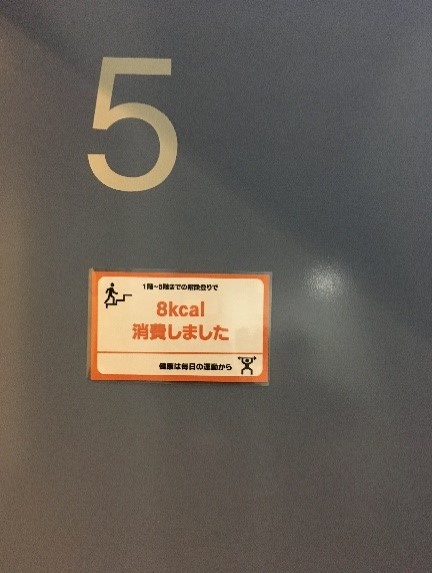 5
1階~5階までの階段登りで
8kcal
消費しました
健康は毎日の運動から